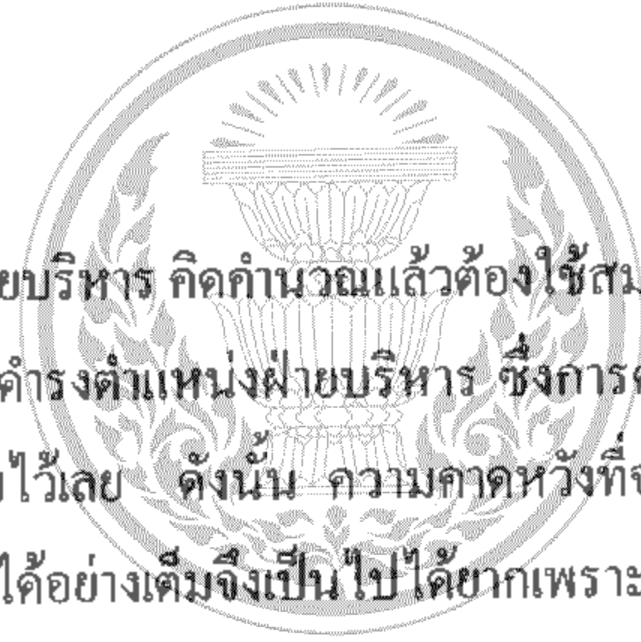 ยบริหาร คิดคำนวณแล้วต้องใช้สม
ดำรงตำแหน่งฝ่ายบริหาร ซึ่งการ
ไว้เลย ดังนั้น ความคาดหวังที่
ได้อย่างเต็มจึงเป็นไปได้ยากเพราะ